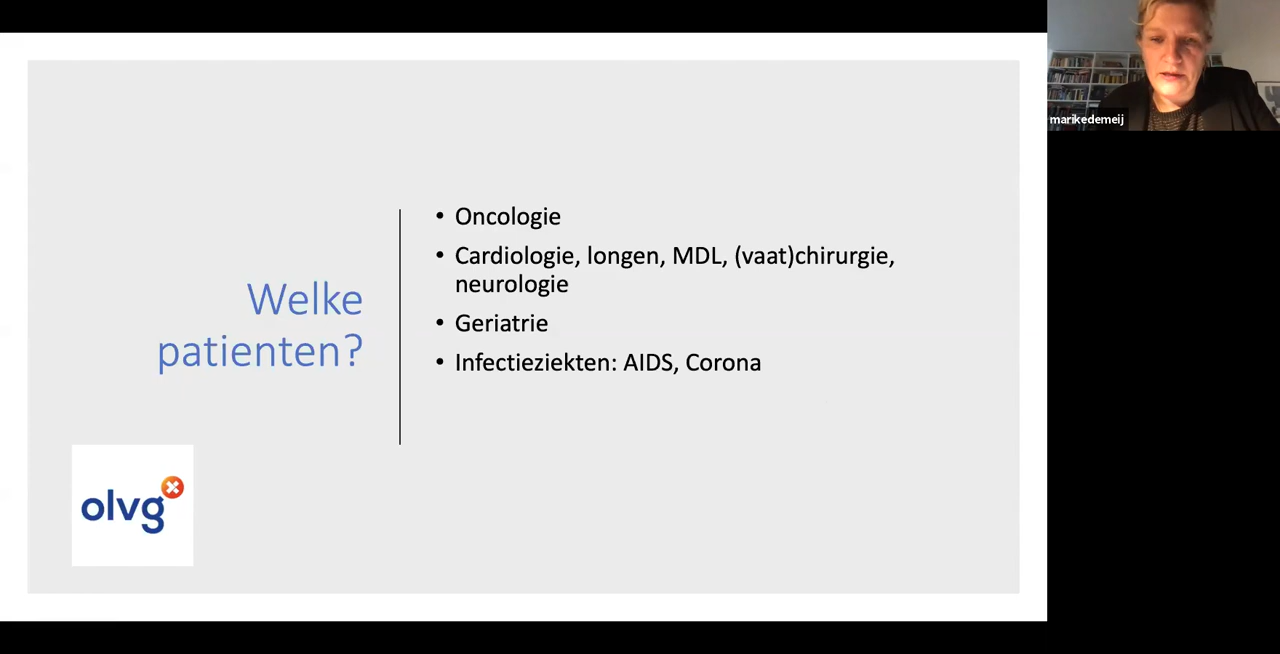 Welke
patienten?
• Oncologie
• Cardiologie, longen, MDL, (vaat)chirurgie,
neurologie
• Geriatrie
• Infectieziekten: AIDS, Corona
olvg
marikedemeij